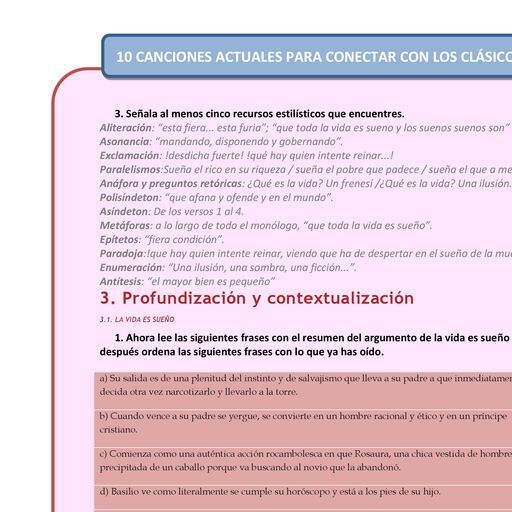 10 CANCIONES ACTUALES PARA CONECTAR CON LOS CLÁSICO
3. Señala al menos cinco recursos estilísticos que encuentres.
Aliteración: “esta fiera... esta furia”; “que toda la vida es sueno y los suenos suenos son”
Asonancia: “mandando, disponendo y gobernando”.
Exclamación: !desdicha fuerte! !qué hay quien intente reinar...!
Paralelismos:Sueña el rico en su riqueza / sueña el pobre que padece / sueña el que a me
Anáfora y preguntos retóricas: ¿Qué es la vida? Un frenesí /¿Qué es la vida? Una ilusión.
Polisíndeton: “que afana y ofende y en el mundo”.
Asíndeton: De los versos 1 al 4.
Metáforas: a lo largo de todo el monólogo, “que toda la vida es sueño”.
Epítetos: “fiera condición”.
Paradoja:!que hay quien intente reinar, viendo que ha de despertar en el sueño de la mue
Enumeración: “Una ilusión, una sombra, una ficción...”.
Antítesis: “el mayor bien es pequeño”
3. Profundización y contextualización
3.1. LA VIDA ES SUEÑO
1. Ahora lee las siguientes frases con el resumen del argumento de la vida es sueño
después ordena las siguientes frases con lo que ya has oído.
a) Su salida es de una plenitud del instinto y de salvajismo que lleva a su padre a que inmediatamen
decida otra vez narcotizarlo y llevarlo a la torre.
b) Cuando vence a su padre se yergue, se convierte en un hombre racional y ético y en un príncipe
cristiano.
c) Comienza como una auténtica acción rocambolesca en que Rosaura, una chica vestida de hombre
precipitada de un caballo porque va buscando al novio que la abandonó.
d) Basilio ve como literalmente se cumple su horóscopo y está a los pies de su hijo.